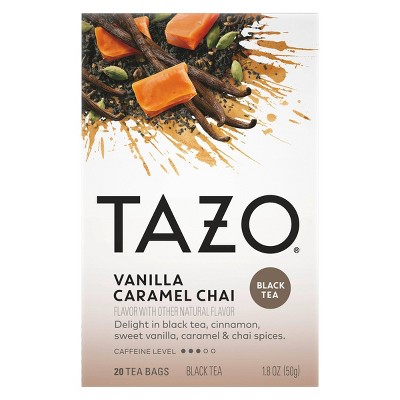 TAZO®
VANILLA
CARAMEL CHAI
BLACK
TEA
FLAVOR WITH OTHER NATURAL FLAVOR
Delight in black tea, cinnamon,
sweet vanilla, caramel & chai spices.
CAFFEINE LEVEL
20 TEA BAGS BLACK TEA 1.8 OZ (50g)